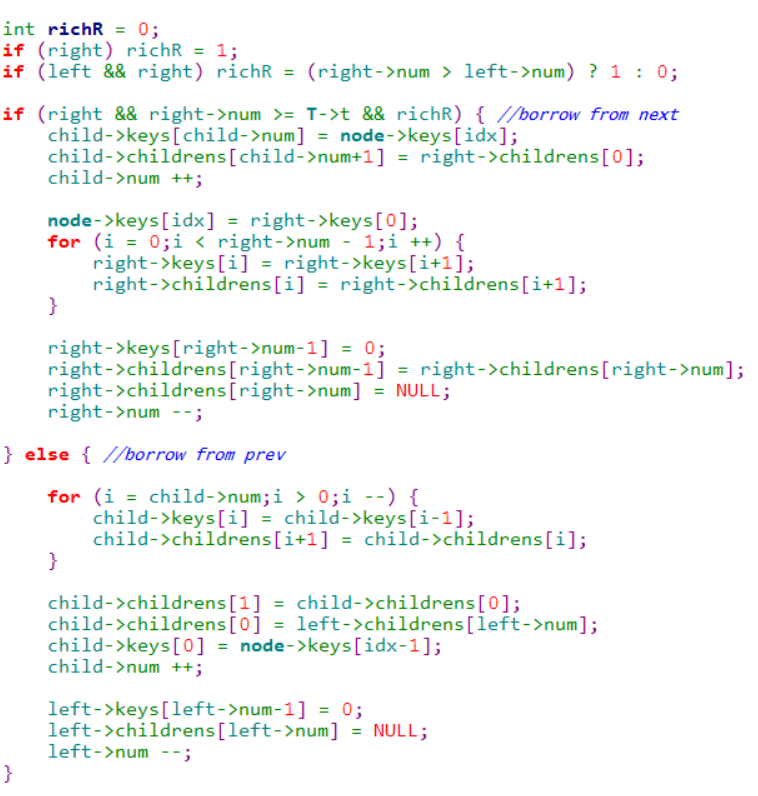 int richR = 0;
if (right) richR = 1;
if (left && right) richR = (right->num > left->num) ? 1 : 0;

if (right && right->num >= T->t && richR) { //borrow from next
    child->keys[child->num] = node->keys[idx];
    child->childrens[child->num+1] = right->childrens[0];
    child->num ++;

    node->keys[idx] = right->keys[0];
    for (i = 0;i < right->num - 1;i ++) {
        right->keys[i] = right->keys[i+1];
        right->childrens[i] = right->childrens[i+1];
    }

    right->keys[right->num-1] = 0;
    right->childrens[right->num-1] = right->childrens[right->num];
    right->childrens[right->num] = NULL;
    right->num --;

} else { //borrow from prev

    for (i = child->num;i > 0;i --) {
        child->keys[i] = child->keys[i-1];
        child->childrens[i+1] = child->childrens[i];
    }

    child->childrens[1] = child->childrens[0];
    child->childrens[0] = left->childrens[left->num];
    child->keys[0] = node->keys[idx-1];
    child->num ++;

    left->keys[left->num-1] = 0;
    left->childrens[left->num] = NULL;
    left->num --;
}